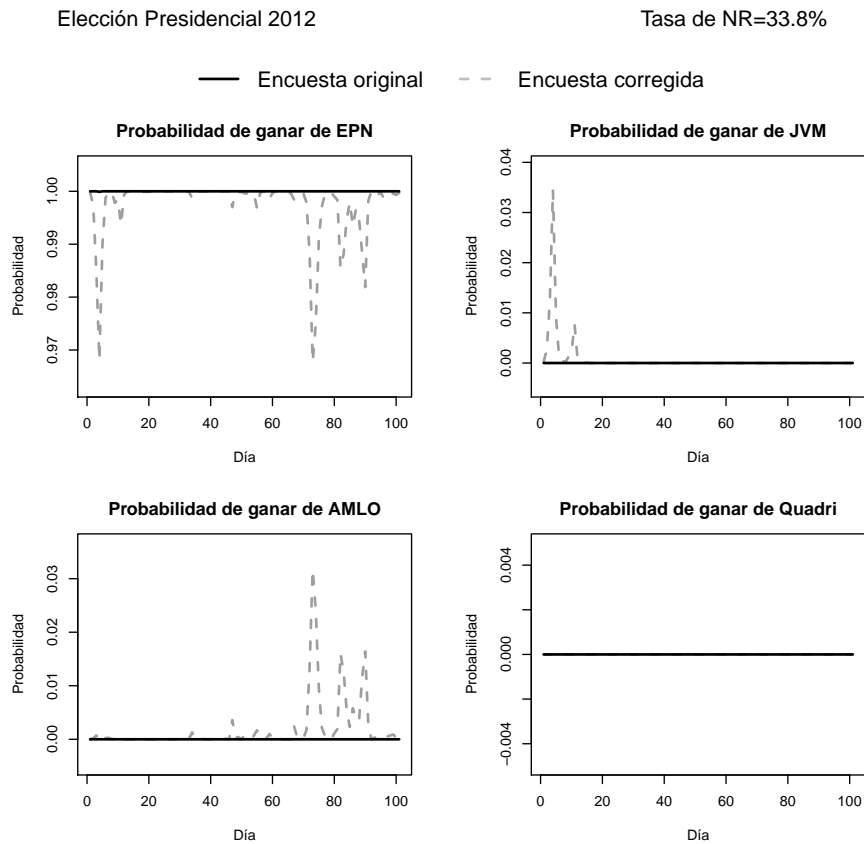 Elección Presidencial 2012
Tasa de NR=33.8%
Encuesta original
Encuesta corregida
Probabilidad de ganar de EPN
Probabilidad
1.00
0.99
0.98
0.97
0 20 40 60 80 100
Día
Probabilidad de ganar de JVM
Probabilidad
0.04
0.03
0.02
0.01
0.00
0 20 40 60 80 100
Día
Probabilidad de ganar de AMLO
Probabilidad
0.03
0.02
0.01
0.00
0 20 40 60 80 100
Día
Probabilidad de ganar de Quadri
Probabilidad
0.004
0.000
−0.004
0 20 40 60 80 100
Día